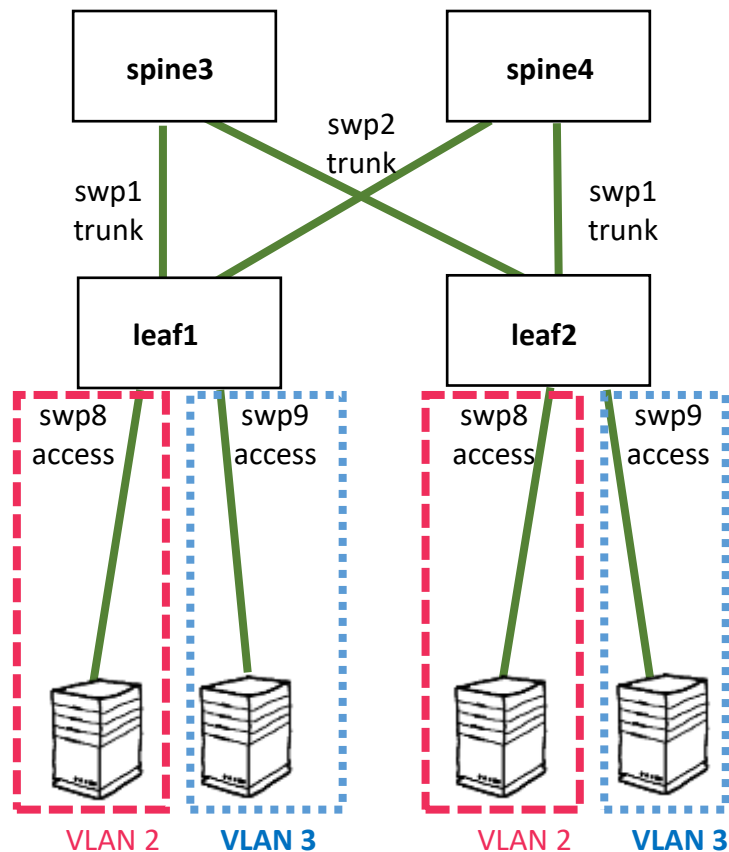 spine3
spine4
swp2
trunk
swp1
trunk
swp1
trunk
leaf1
leaf2
swp8
access
swp9
access
swp8
access
swp9
access
VLAN 2
VLAN 3
VLAN 2
VLAN 3